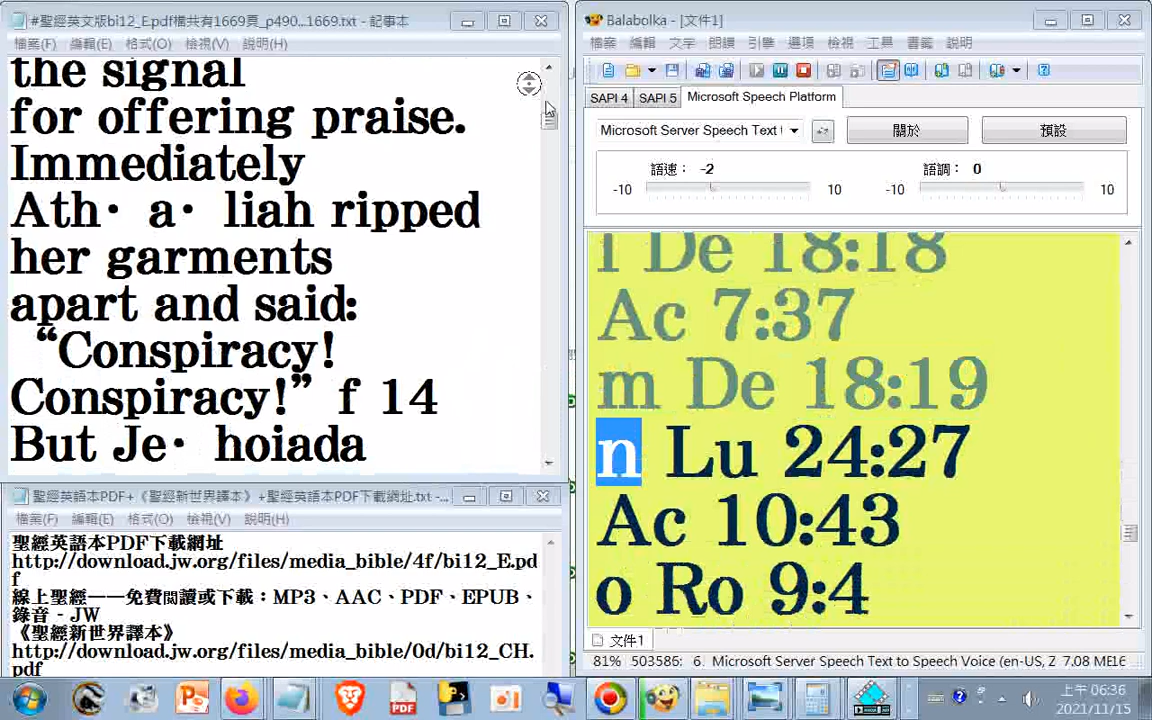 #聖經英文版bi12_E.pdf橫共有1669頁_p490...1669.txt - 記事本
檔案(F) 編輯(E) 格式(O) 檢視(V) 說明(H)
the signal
for offering praise.
Immediately
Ath· a· liah ripped
her garments
apart and said:
“Conspiracy!
Conspiracy!” f 14
But Je· hoiada
聖經英語本PDF+《聖經新世界譯本》+聖經英語本PDF下載網址.txt -...
檔案(F) 編輯(E) 格式(O) 檢視(V) 說明(H)
聖經英語本PDF下載網址
http://download.jw.org/files/media_bible/4f/bi12_E.pd
f
線上聖經——免費閱讀或下載：MP3、AAC、PDF、EPUB、
錄音 - JW
《聖經新世界譯本》
http://download.jw.org/files/media_bible/0d/bi12_CH.
pdf
Balabolka - [文件1]
檔案 編輯 文字 朗讀 引擎 選項 檢視 工具 書籤 說明
SAPI 4 SAPI 5 Microsoft Speech Platform
Microsoft Server Speech Text 關於 預設
語速： -2 語調： 0
-10 10 -10 10
l De 18:18
Ac 7:37
m De 18:19
n Lu 24:27
Ac 10:43
o Ro 9:4
文件1
81% 503586: 6. Microsoft Server Speech Text to Speech Voice (en-US, Z 7.08 ME16
上午 06:36
2021/11/15